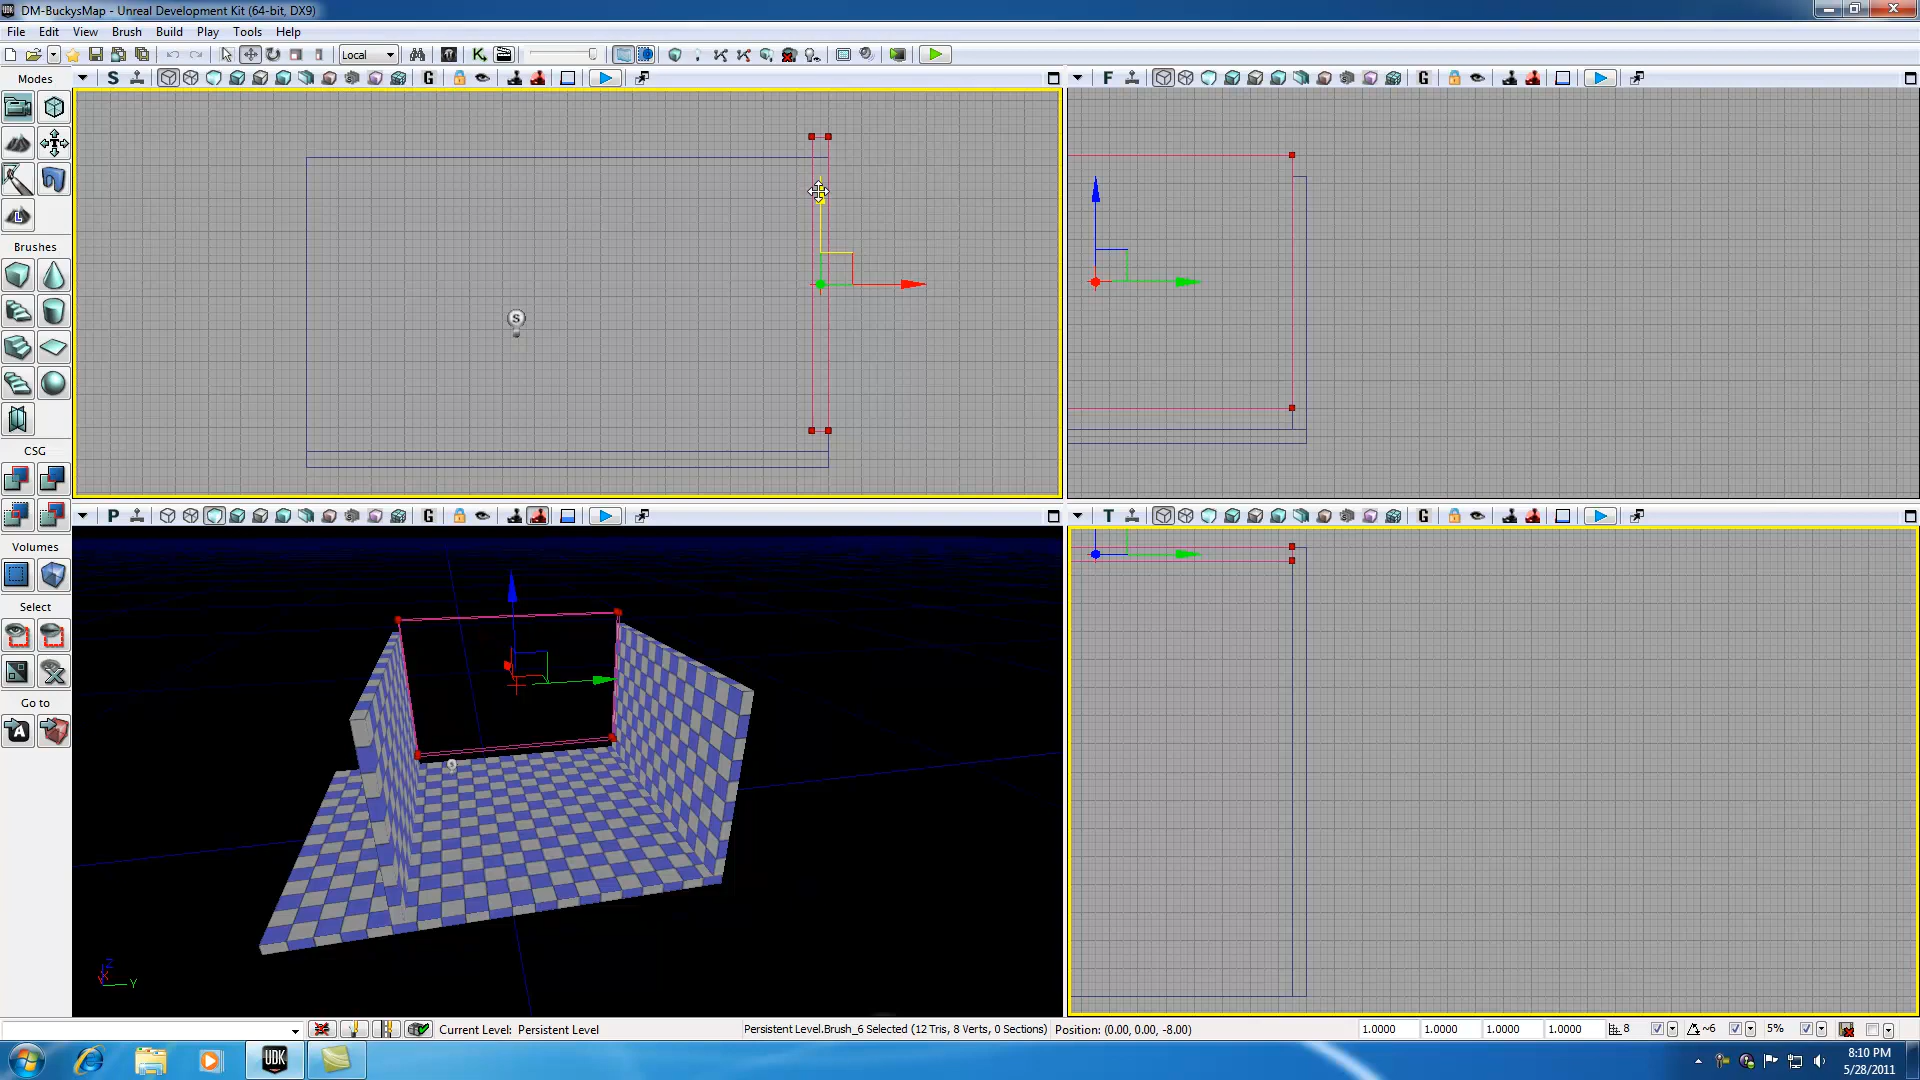 DM-BuckysMap - Unreal Development Kit (64-bit, DX9)
File Edit View Brush Build Play Tools Help
Local
Modes
S G
F G
Brushes
CSG
P G
T G
Volumes
Select
Go to
A
S
S
Z
X
Y
Current Level: Persistent Level
Persistent Level.Brush_6 Selected (12 Tris, 8 Verts, 0 Sections)
Position: (0.00, 0.00, -8.00)
1.0000 1.0000 1.0000 1.0000 8 ~6 5%
UDK
8:10 PM
5/28/2011